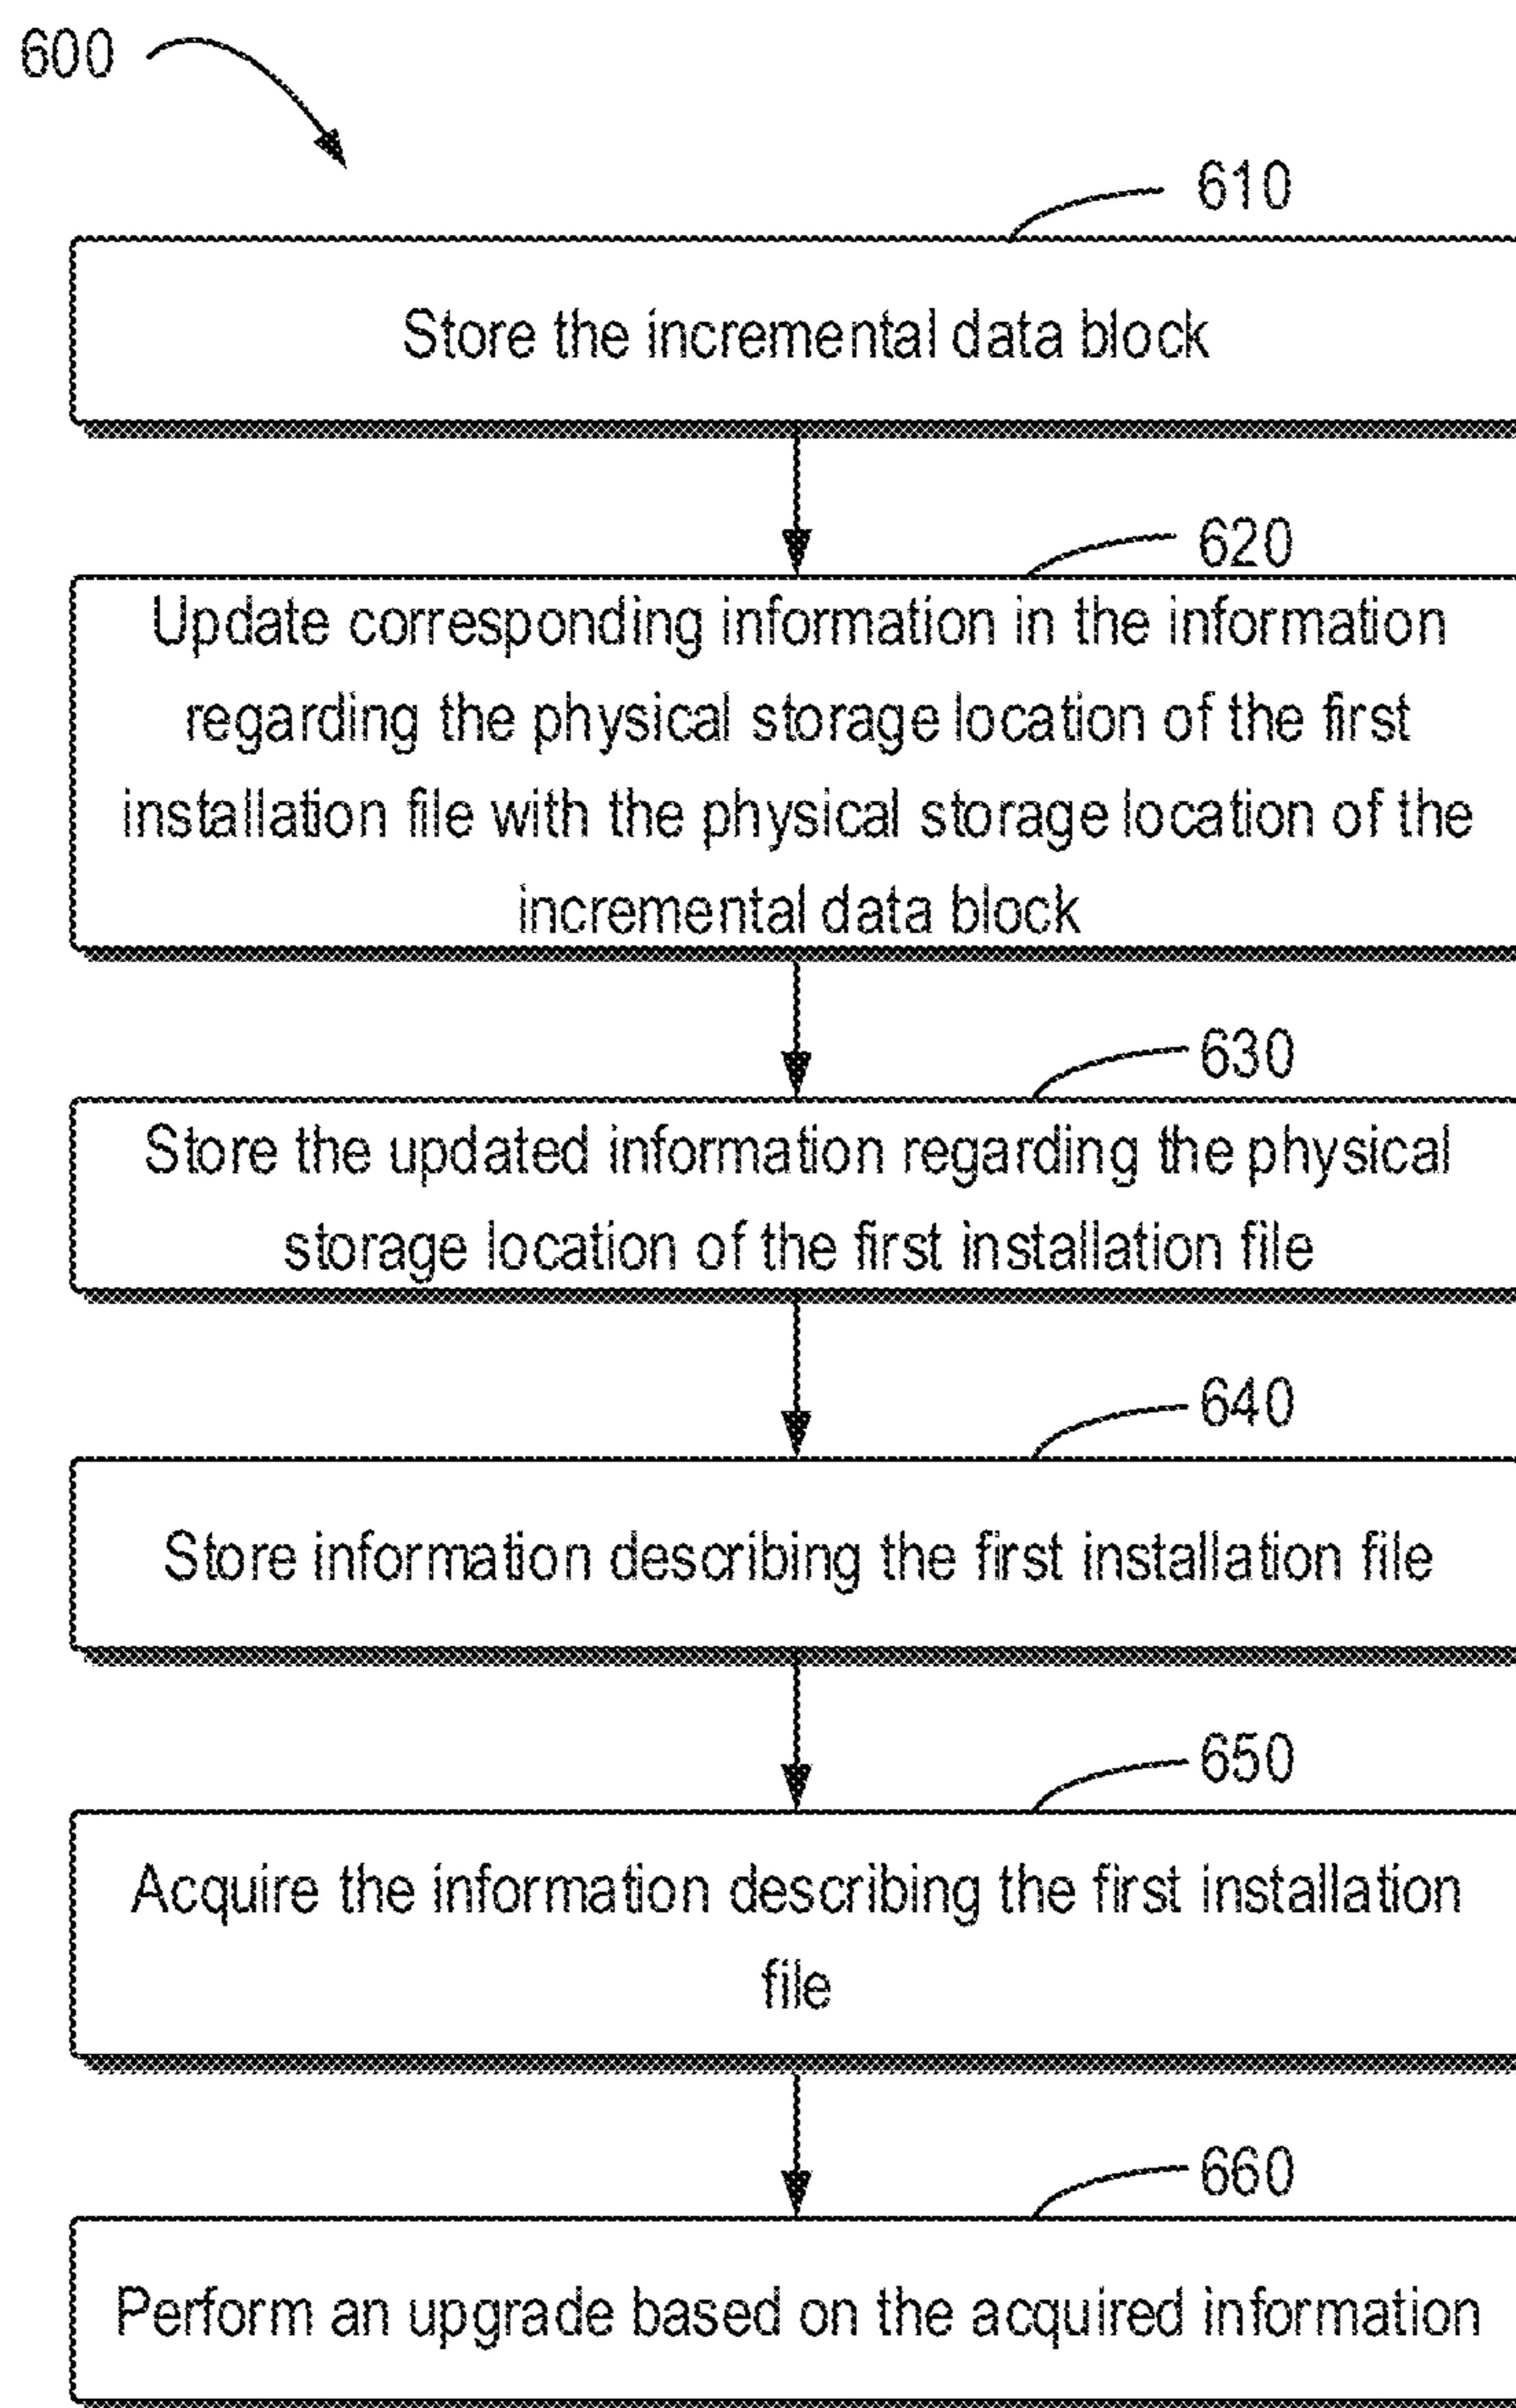 600
610
Store the incremental data block
620
Update corresponding information in the information
regarding the physical storage location of the first
installation file with the physical storage location of the
incremental data block
630
Store the updated information regarding the physical
storage location of the first installation file
640
Store information describing the first installation file
650
Acquire the information describing the first installation
file
660
Perform an upgrade based on the acquired information